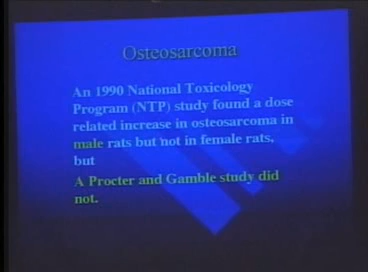 Osteosarcoma
An 1990 National Toxicology
Program (NTP) study found a dose
related increase in osteosarcoma in
male rats but not in female rats,
but
A Procter and Gamble study did
not.